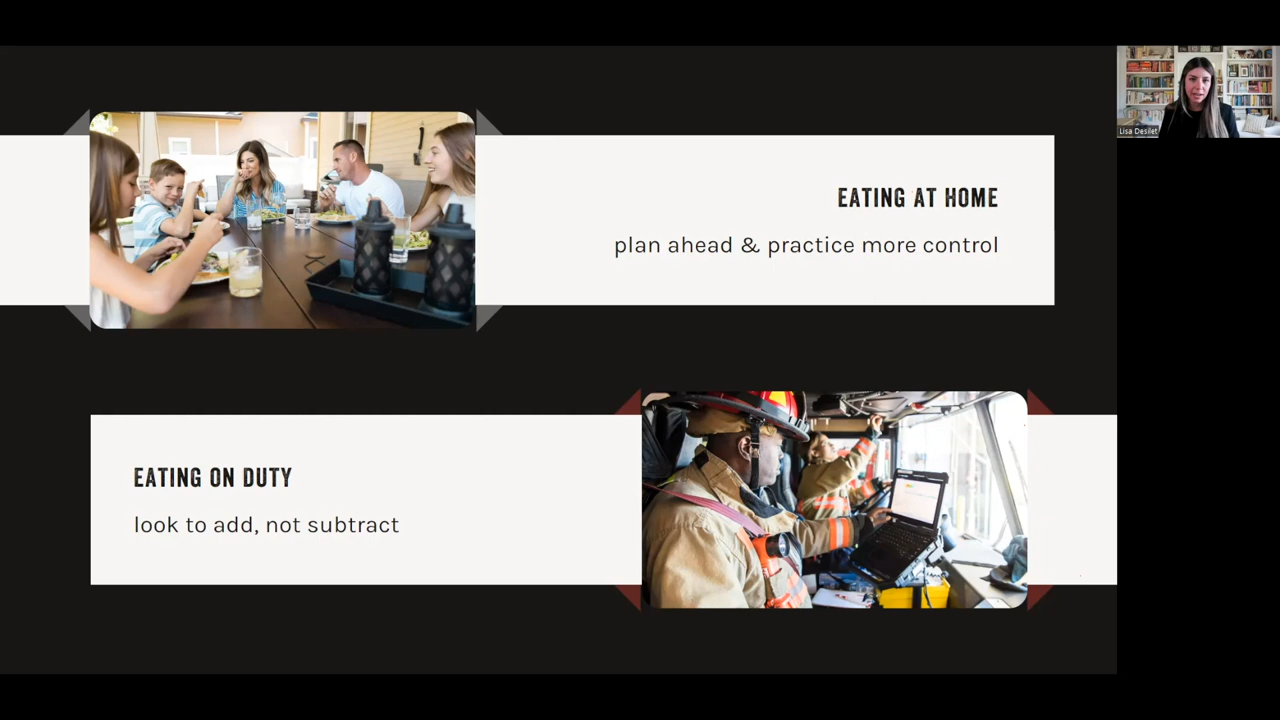 Lisa Desilet
EATING AT HOME
plan ahead & practice more control
EATING ON DUTY
look to add, not subtract